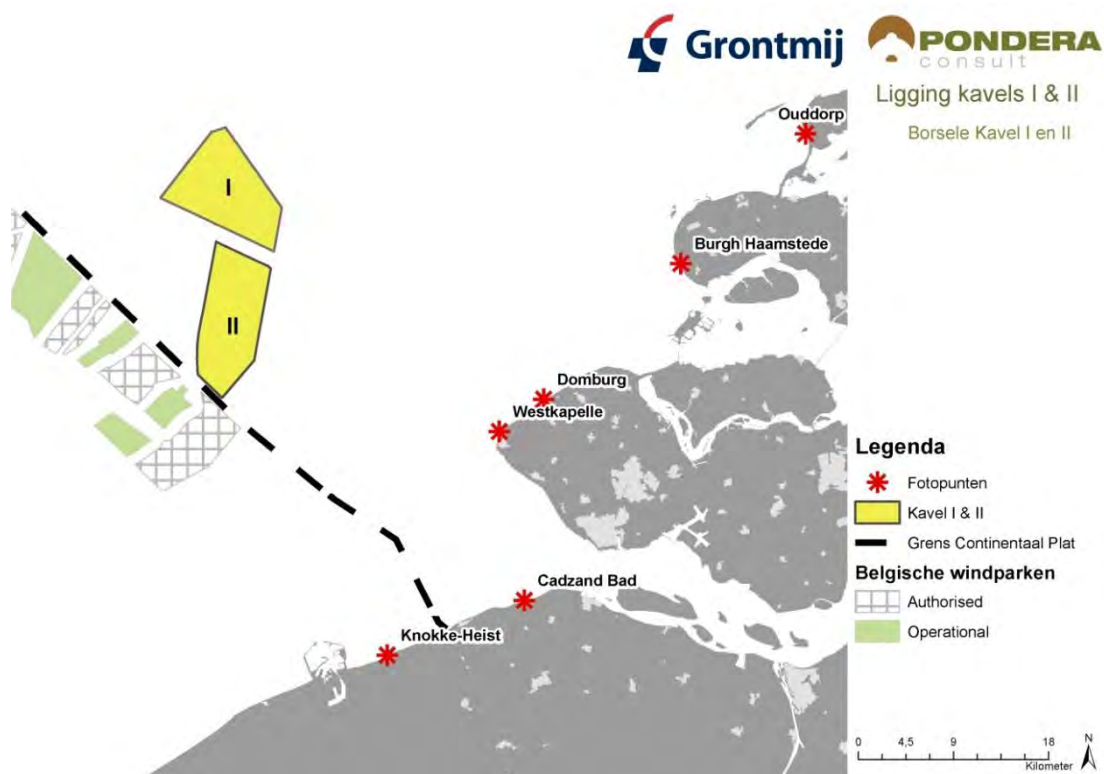 Grontmij
PONDERA
consult
Ligging kavels I & II
Borsele Kavel I en II
Ouddorp
I
Burgh Haamstede
II
Domburg
Westkapelle
Cadzand Bad
Knokke-Heist
Legenda
Fotopunten
Kavel I & II
Grens Continentaal Plat
Belgische windparken
Authorised
Operational
0 4,5 9 18
Kilometer
N